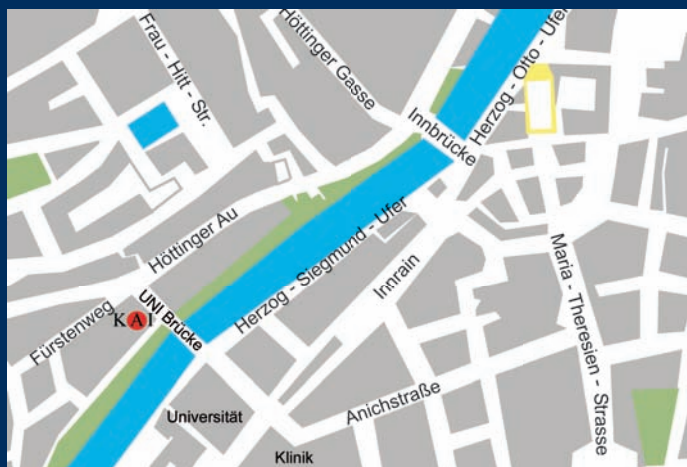 Frau - Hitt - Str.
Höttinger Gasse
Herzog - Otto - Ufer
Innbrücke
Höttinger Au
Herzog - Siegmund - Ufer
Innrain
Maria - Theresien - Strasse
Fürstenweg
UNI Brücke
KAI
Universität
Anichstraße
Klinik